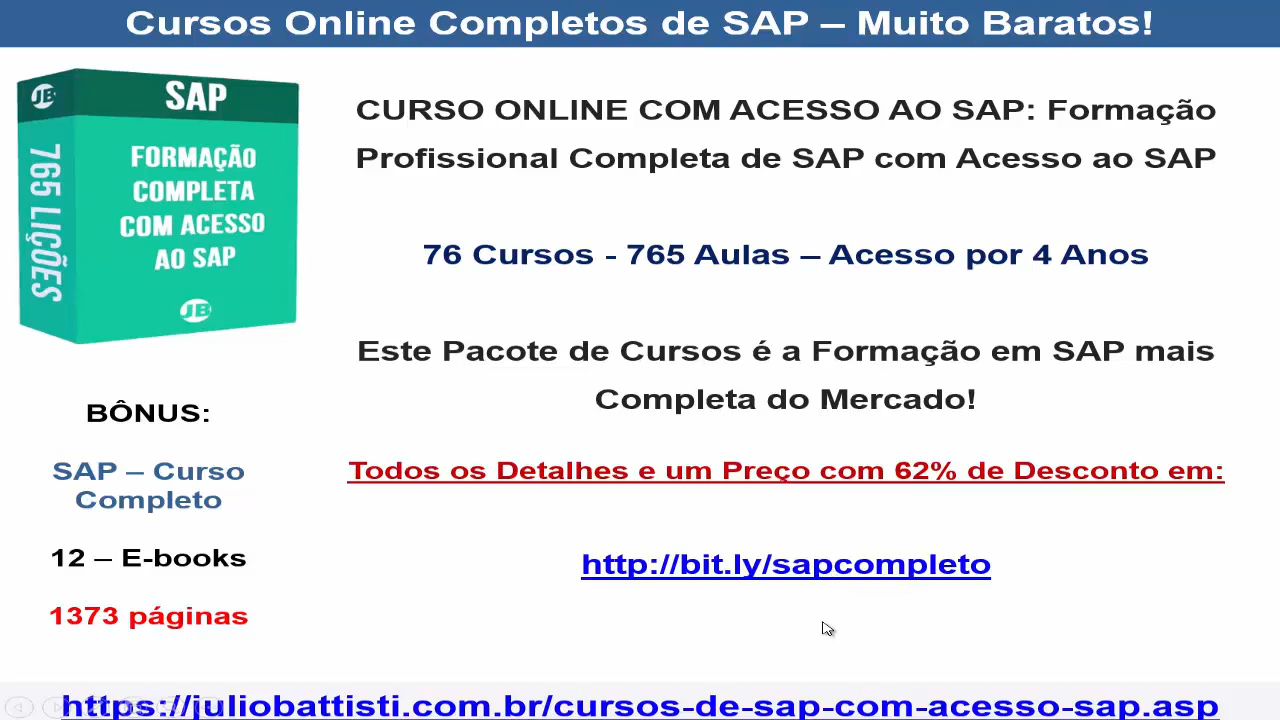 Cursos Online Completos de SAP – Muito Baratos!
JB
SAP
765 LIÇÕES
FORMAÇÃO
COMPLETA
COM ACESSO
AO SAP
JB
CURSO ONLINE COM ACESSO AO SAP: Formação
Profissional Completa de SAP com Acesso ao SAP
76 Cursos - 765 Aulas – Acesso por 4 Anos
Este Pacote de Cursos é a Formação em SAP mais
Completa do Mercado!
Todos os Detalhes e um Preço com 62% de Desconto em:
http://bit.ly/sapcompleto
BÔNUS:
SAP – Curso
Completo
12 – E-books
1373 páginas
https://juliobattisti.com.br/cursos-de-sap-com-acesso-sap.asp